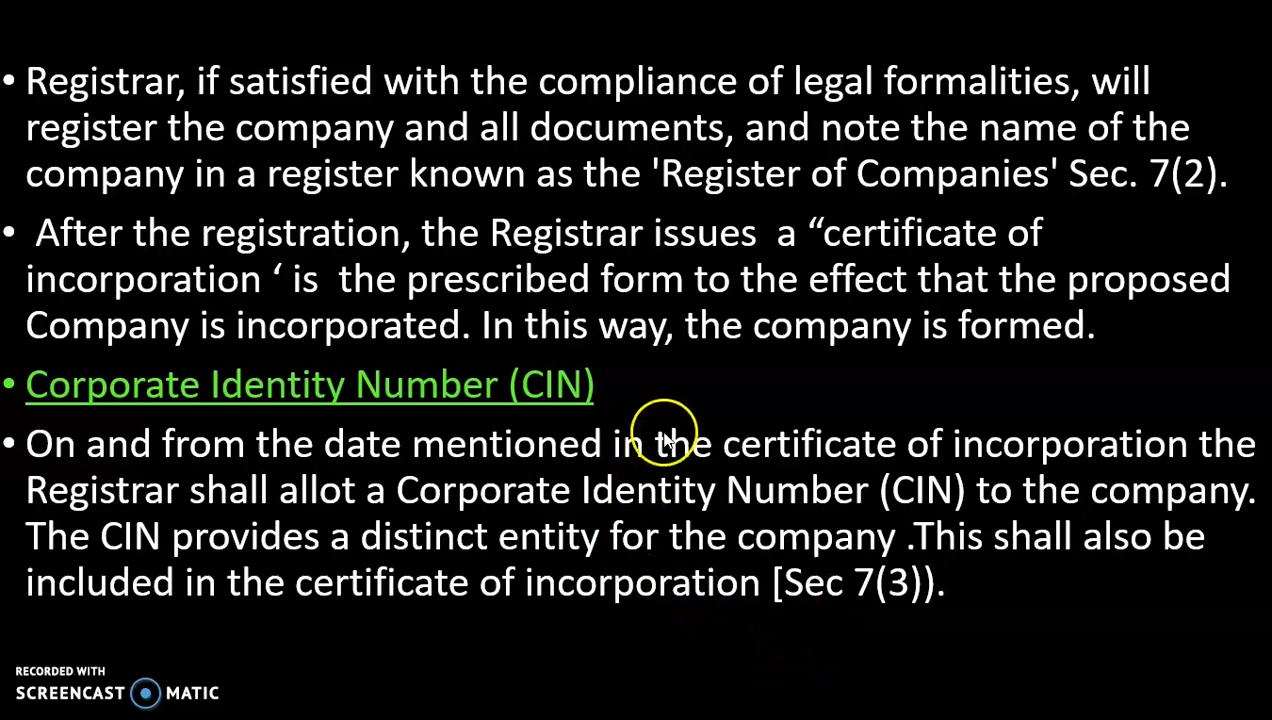 • Registrar, if satisfied with the compliance of legal formalities, will
register the company and all documents, and note the name of the
company in a register known as the 'Register of Companies' Sec. 7(2).
• After the registration, the Registrar issues a “certificate of
incorporation ‘ is the prescribed form to the effect that the proposed
Company is incorporated. In this way, the company is formed.
• Corporate Identity Number (CIN)
• On and from the date mentioned in the certificate of incorporation the
Registrar shall allot a Corporate Identity Number (CIN) to the company.
The CIN provides a distinct entity for the company .This shall also be
included in the certificate of incorporation [Sec 7(3)).
RECORDED WITH
SCREENCAST MATIC